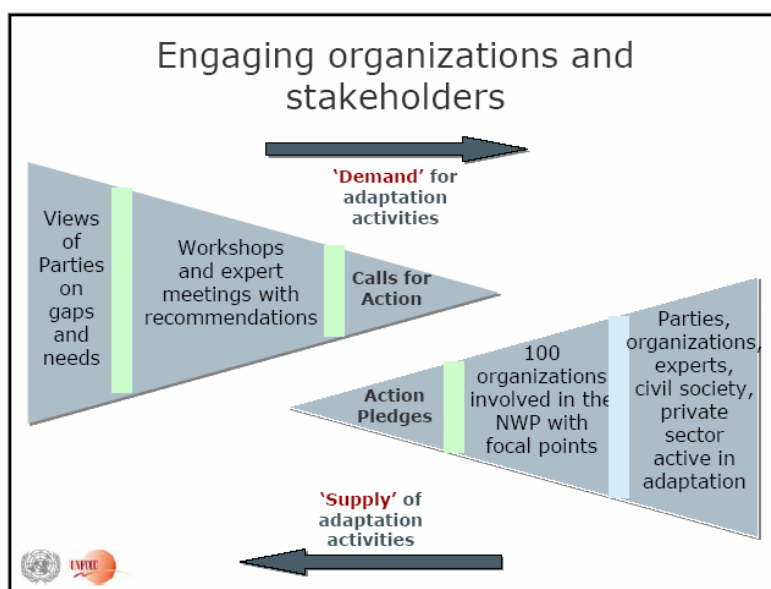 Engaging organizations and
stakeholders
‘Demand’ for
adaptation
activities
Views
of
Parties
on
gaps
and
needs
Workshops
and expert
meetings with
recommendations
Calls for
Action
Action
Pledges
100
organizations
involved in the
NWP with
focal points
Parties,
organizations,
experts,
civil society,
private
sector
active in
adaptation
‘Supply’ of
adaptation
activities
UNFCCC